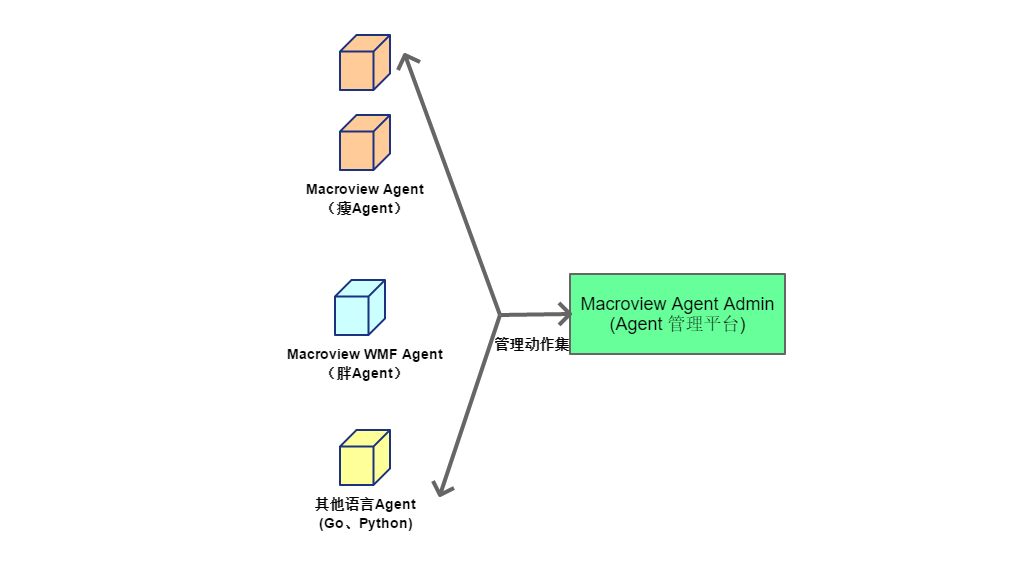 Macroview Agent
（瘦Agent）
Macroview WMF Agent
（胖Agent）
其他语言Agent
(Go、Python)
管理动作集
Macroview Agent Admin
(Agent 管理平台)